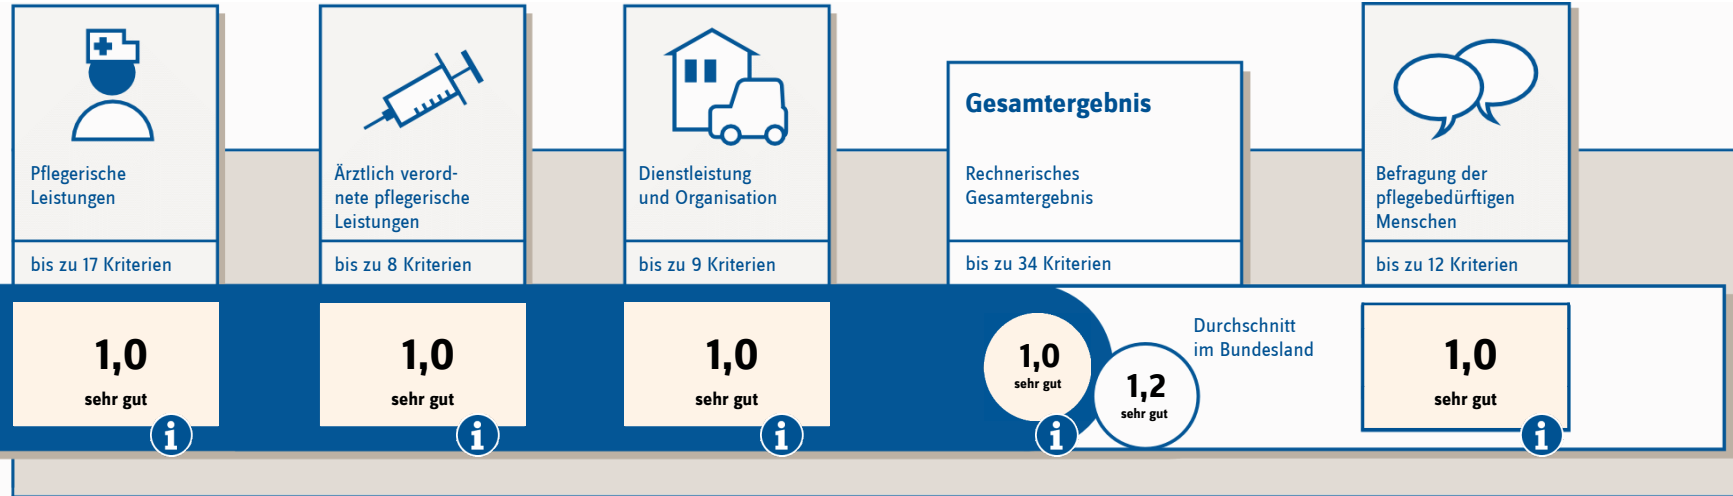 Pflegerische
Leistungen
bis zu 17 Kriterien
1,0
sehr gut
i
Ärztlich verord-
nete pflegerische
Leistungen
bis zu 8 Kriterien
1,0
sehr gut
i
Dienstleistung
und Organisation
bis zu 9 Kriterien
1,0
sehr gut
i
Gesamtergebnis
Rechnerisches
Gesamtergebnis
bis zu 34 Kriterien
1,0
sehr gut
i
Durchschnitt
im Bundesland
1,2
sehr gut
Befragung der
pflegebedürftigen
Menschen
bis zu 12 Kriterien
1,0
sehr gut
i